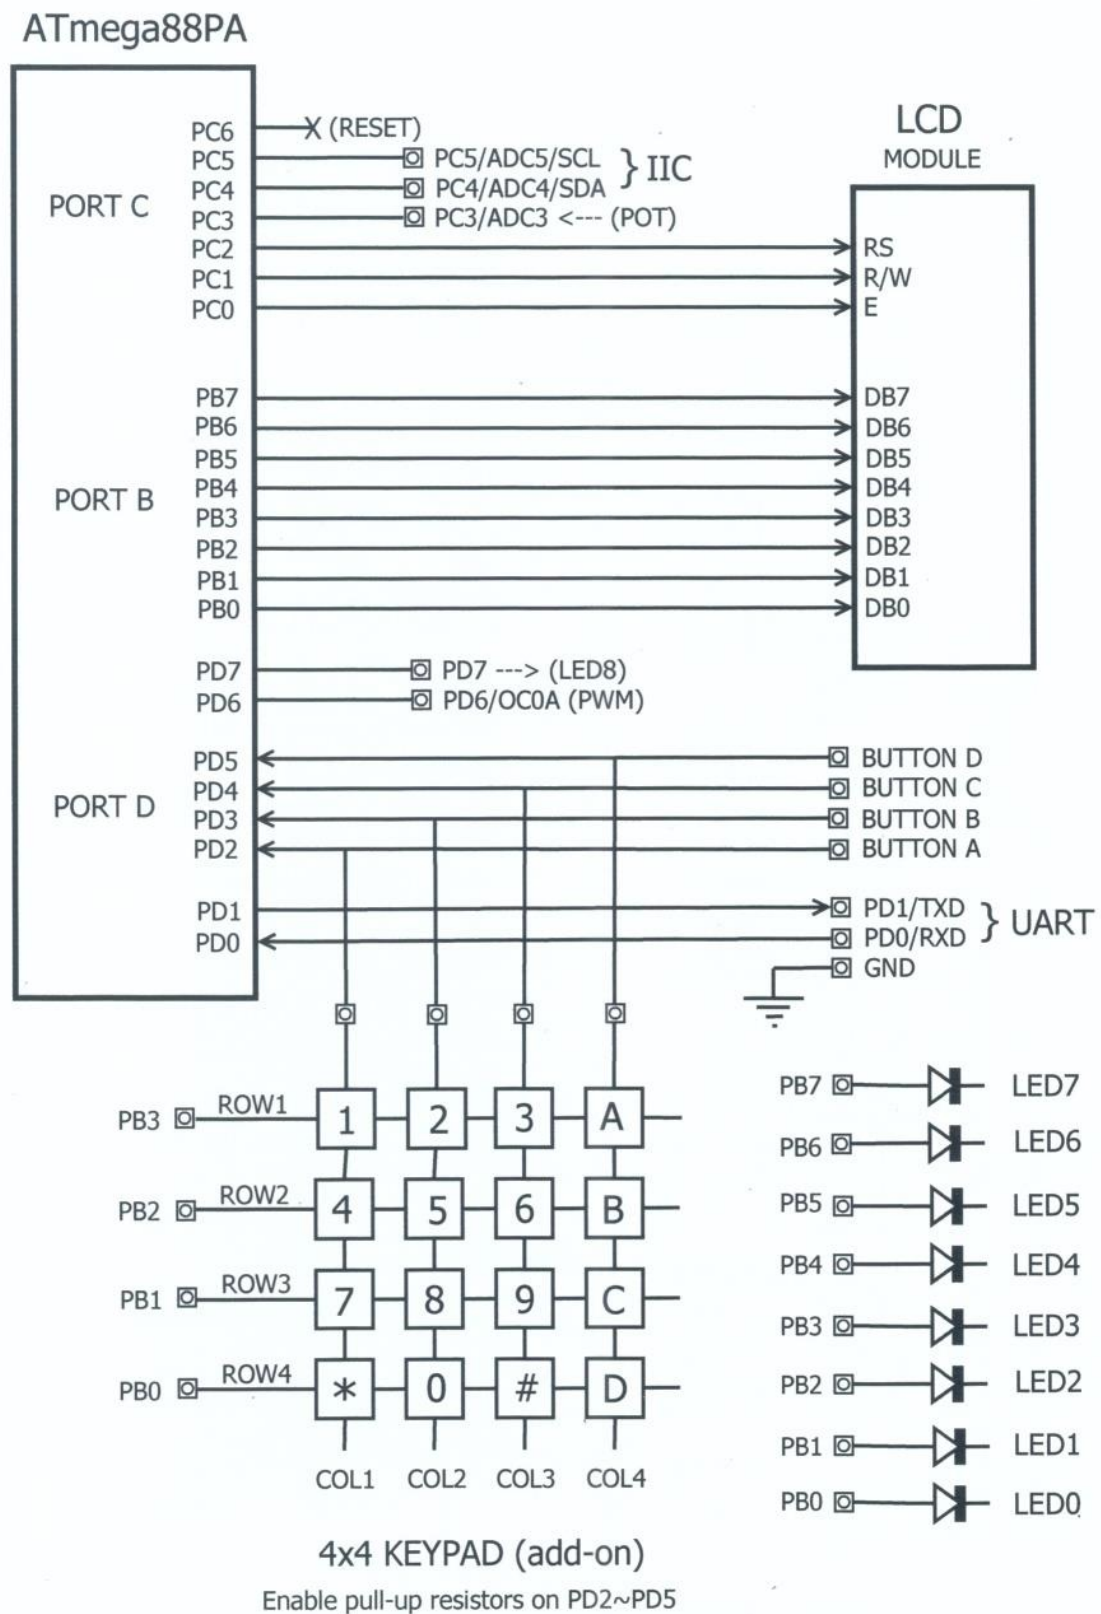 ATmega88PA
PORT C
PC6
X (RESET)
PC5
PC5/ADC5/SCL
PC4
PC4/ADC4/SDA
} IIC
PC3
PC3/ADC3 <--- (POT)
PC2
PC1
PC0
LCD
MODULE
RS
R/W
E
PORT B
PB7
PB6
PB5
PB4
PB3
PB2
PB1
PB0
DB7
DB6
DB5
DB4
DB3
DB2
DB1
DB0
PORT D
PD7
PD7 ---> (LED8)
PD6
PD6/OC0A (PWM)
PD5
BUTTON D
PD4
BUTTON C
PD3
BUTTON B
PD2
BUTTON A
PD1
PD1/TXD
PD0
PD0/RXD
} UART
GND
PB3 ROW1 1 2 3 A
PB2 ROW2 4 5 6 B
PB1 ROW3 7 8 9 C
PB0 ROW4 * 0 # D
COL1 COL2 COL3 COL4
4x4 KEYPAD (add-on)
Enable pull-up resistors on PD2~PD5
PB7 LED7
PB6 LED6
PB5 LED5
PB4 LED4
PB3 LED3
PB2 LED2
PB1 LED1
PB0 LED0